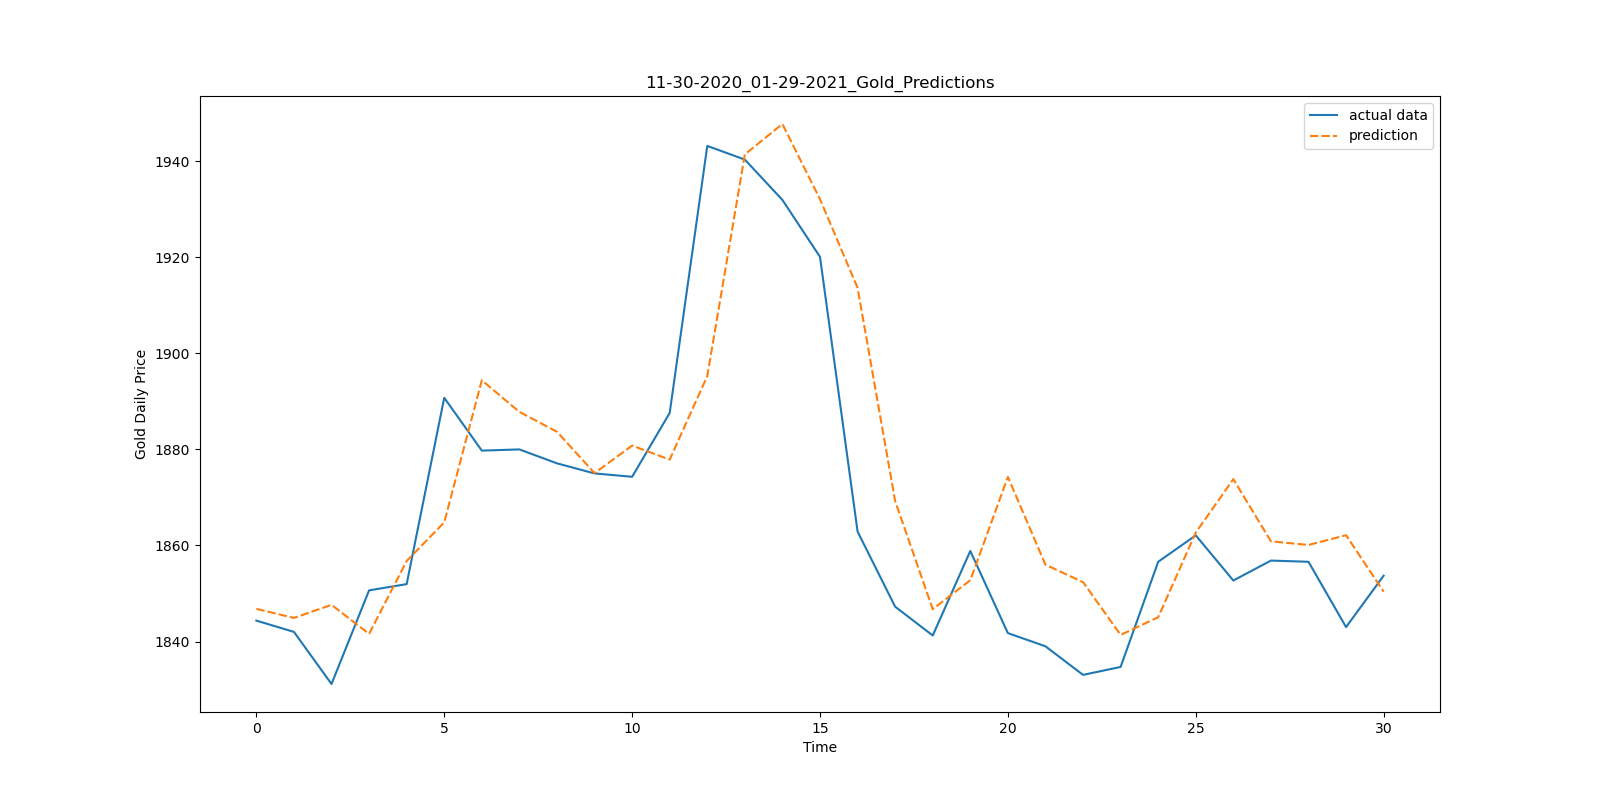 11-30-2020_01-29-2021_Gold_Predictions
actual data
prediction
1940
1920
1900
1880
1860
1840
Gold Daily Price
0 5 10 15 20 25 30
Time